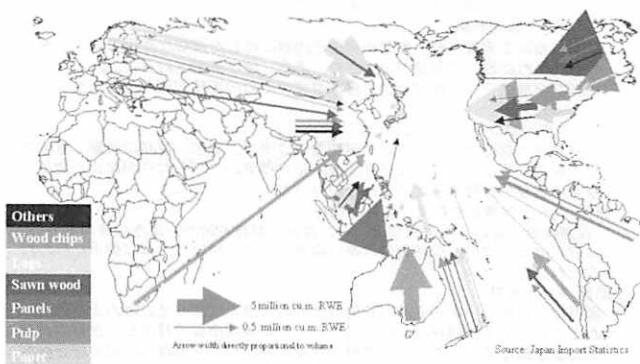 Others
Wood chips
Logs
Sawn wood
Panels
Pulp
Paper
5 million cu.m. RWE
0.5 million cu.m. RWE
Arrow width directly proportional to volume
Source: Japan Import Statistics